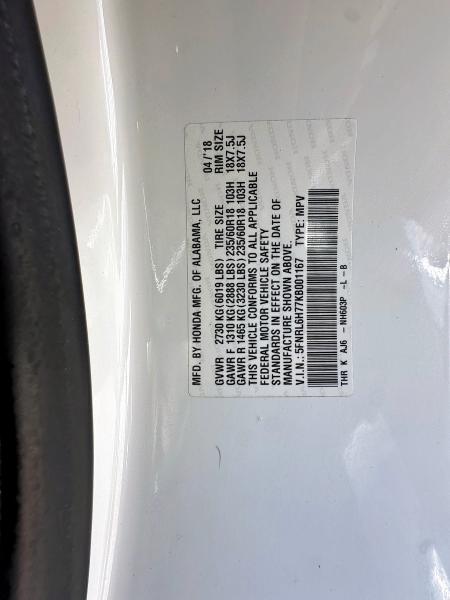 MFD. BY HONDA MFG. OF ALABAMA, LLC 04/'18
GVWR 2730 KG(6019 LBS) TIRE SIZE RIM SIZE
GAWR F 1310 KG(2888 LBS)235/60R18 103H 18X7.5J
GAWR R 1465 KG(3230 LBS)235/60R18 103H 18X7.5J
THIS VEHICLE CONFORMS TO ALL APPLICABLE
FEDERAL MOTOR VEHICLE SAFETY
STANDARDS IN EFFECT ON THE DATE OF
MANUFACTURE SHOWN ABOVE.
V.I.N.: 5FNRL6H77KB001167 TYPE: MPV
THR K AJ6 - NH603P -L -B